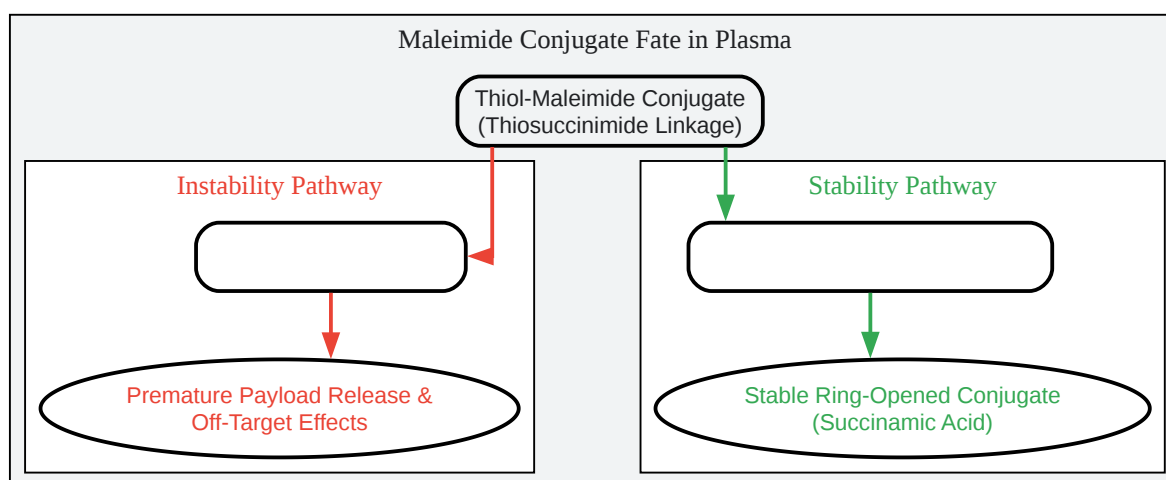 Maleimide Conjugate Fate in Plasma
Thiol-Maleimide Conjugate
(Thiosuccinimide Linkage)
Instability Pathway
Stability Pathway
Premature Payload Release &
Off-Target Effects
Stable Ring-Opened Conjugate
(Succinamic Acid)